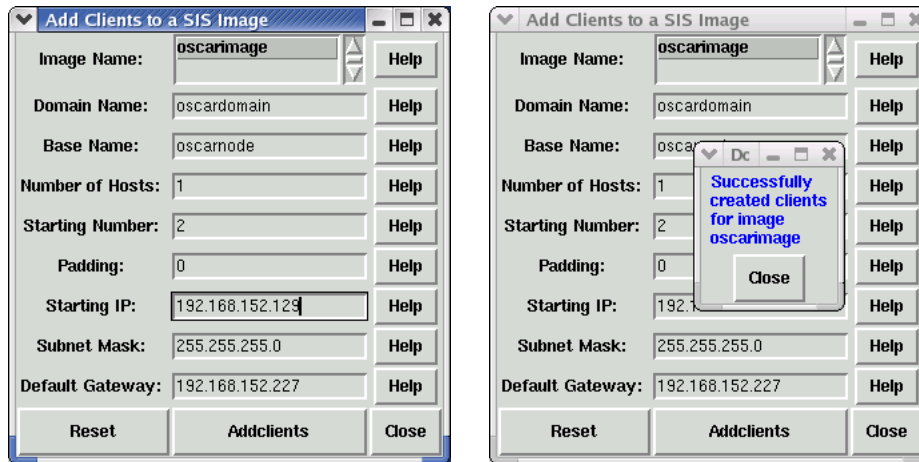 Add Clients to a SIS Image
Image Name:
oscarimage
Help
Domain Name:
oscardomain
Help
Base Name:
oscarnode
Help
Number of Hosts:
1
Help
Starting Number:
2
Help
Padding:
0
Help
Starting IP:
192.168.152.129
Help
Subnet Mask:
255.255.255.0
Help
Default Gateway:
192.168.152.227
Help
Reset
Addclients
Close
Add Clients to a SIS Image
Image Name:
oscarimage
Help
Domain Name:
oscardomain
Help
Base Name:
Help
Number of Hosts:
1
Help
Starting Number:
2
Help
Padding:
0
Help
Starting IP:
Help
Subnet Mask:
255.255.255.0
Help
Default Gateway:
192.168.152.227
Help
Reset
Addclients
Close
Successfully
created clients
for image
oscarimage
Close